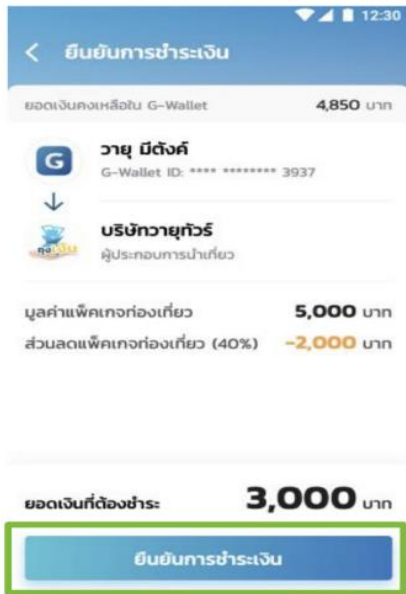 12:30
ยืนยันการชำระเงิน
ยอดเงินคงเหลือใน G-Wallet 4,850 บาท
G วายุ มีตังค์
G-Wallet ID: **** ******** 3937
บริษัทวายุทัวร์
ถุงเงิน ผู้ประกอบการนำเที่ยว
มูลค่าแพ็คเกจท่องเที่ยว 5,000 บาท
ส่วนลดแพ็คเกจท่องเที่ยว (40%) -2,000 บาท
ยอดเงินที่ต้องชำระ 3,000 บาท
ยืนยันการชำระเงิน